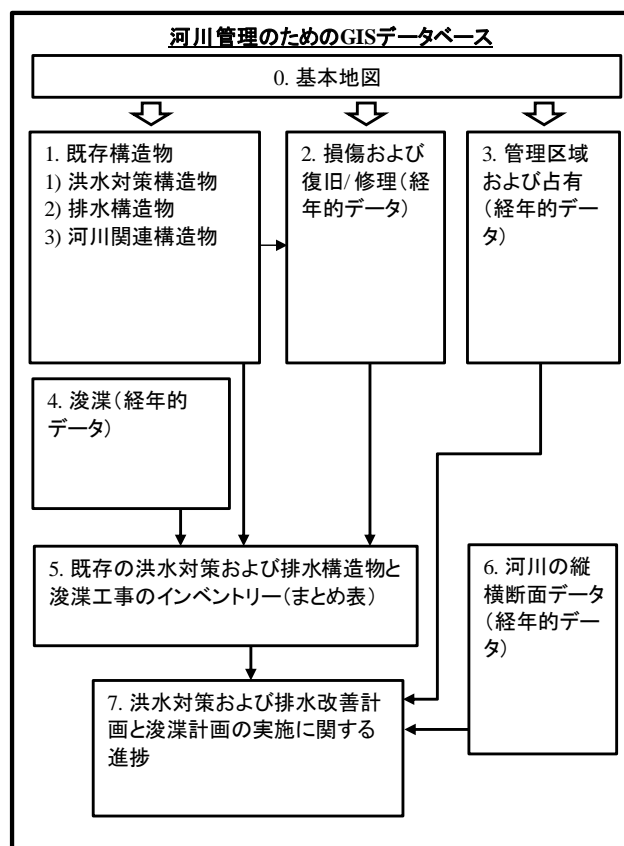 河川管理のためのGISデータベース
0. 基本地図
1. 既存構造物
1) 洪水対策構造物
2) 排水構造物
3) 河川関連構造物
2. 損傷および
復旧/修理(経
年的データ)
3. 管理区域
および占有
(経年的デー
タ)
4. 浚渫(経年的
データ)
5. 既存の洪水対策および排水構造物と
浚渫工事のインベントリー(まとめ表)
6. 河川の縦
横断面データ
(経年的デー
タ)
7. 洪水対策および排水改善計
画と浚渫計画の実施に関する
進捗